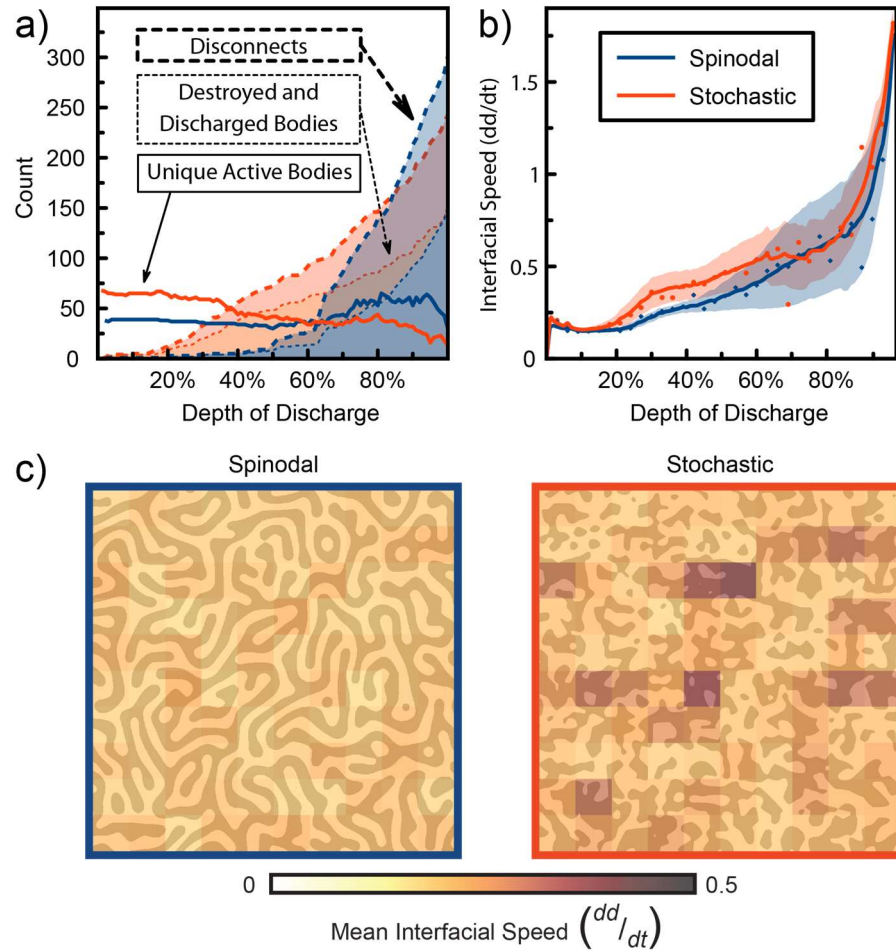 a)
Disconnects
Destroyed and
Discharged Bodies
Unique Active Bodies
Count
300
250
200
150
100
50
0
20%
40%
60%
80%
Depth of Discharge
b)
Spinodal
Stochastic
Interfacial Speed (dd/dt)
1.5
1
0.5
0
20%
40%
60%
80%
Depth of Discharge
c)
Spinodal
Stochastic
0
0.5
Mean Interfacial Speed (dd/dt)